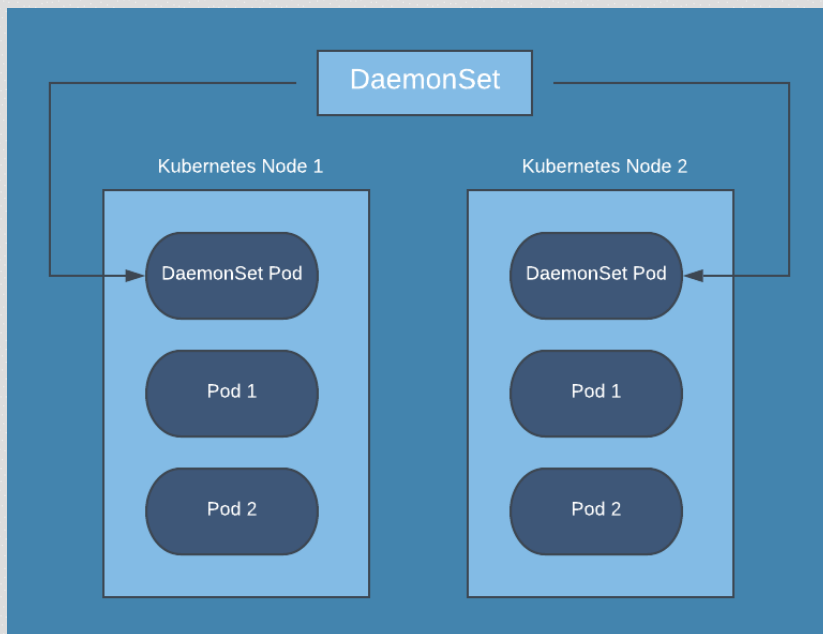 DaemonSet
Kubernetes Node 1
Kubernetes Node 2
DaemonSet Pod
Pod 1
Pod 2
DaemonSet Pod
Pod 1
Pod 2